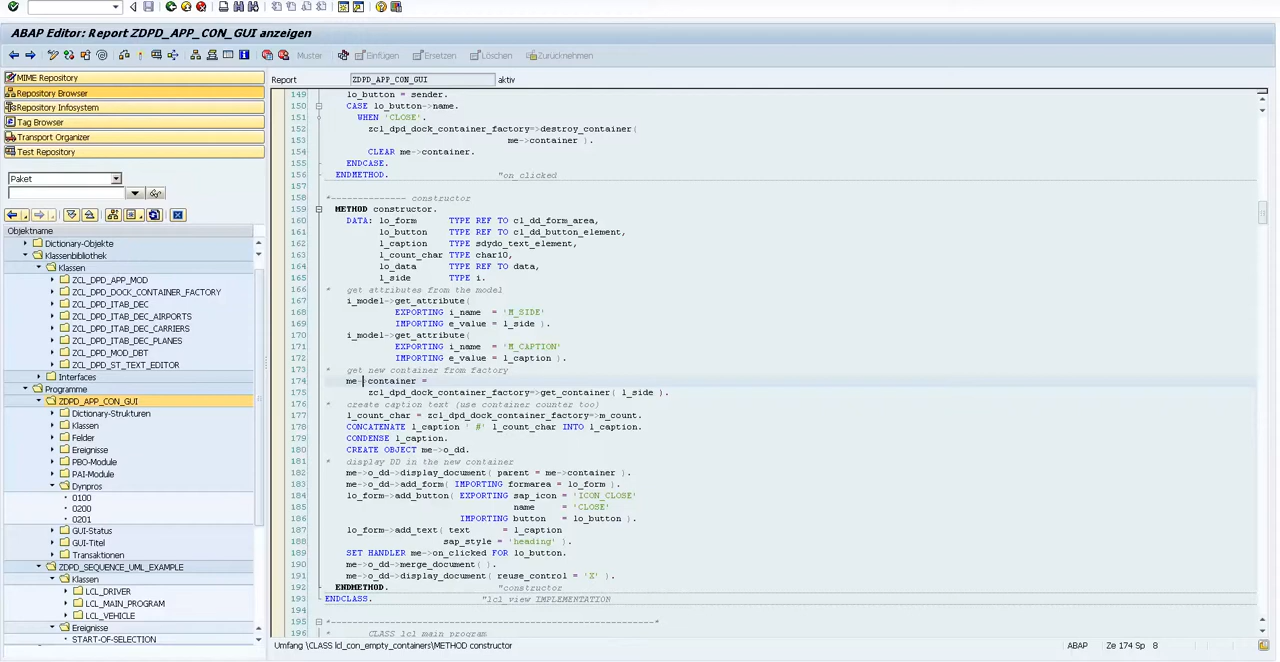 ABAP Editor: Report ZDPD_APP_CON_GUI anzeigen
Muster Einfügen Ersetzen Löschen Zurücknehmen
MIME Repository
Repository Browser
Repository Infosystem
Tag Browser
Transport Organizer
Test Repository
Paket
Objektname
Dictionary-Objekte
Klassenbibliothek
Klassen
ZCL_DPD_APP_MOD
ZCL_DPD_DOCK_CONTAINER_FACTORY
ZCL_DPD_ITAB_DEC
ZCL_DPD_ITAB_DEC_AIRPORTS
ZCL_DPD_ITAB_DEC_CARRIERS
ZCL_DPD_ITAB_DEC_PLANES
ZCL_DPD_MOD_DBT
ZCL_DPD_ST_TEXT_EDITOR
Interfaces
Programme
ZDPD_APP_CON_GUI
Dictionary-Strukturen
Klassen
Felder
Ereignisse
PBO-Module
PAI-Module
Dynpros
0100
0200
0201
GUI-Status
GUI-Titel
Transaktionen
ZDPD_SEQUENCE_UML_EXAMPLE
Klassen
LCL_DRIVER
LCL_MAIN_PROGRAM
LCL_VEHICLE
Ereignisse
START-OF-SELECTION
Report ZDPD_APP_CON_GUI aktiv
149 lo_button = sender.
150 CASE lo_button->name.
151 WHEN 'CLOSE'.
152 zcl_dpd_dock_container_factory=>destroy_container(
153 me->container ).
154 CLEAR me->container.
155 ENDCASE.
156 ENDMETHOD. "on_clicked
157
158 *-------------- constructor
159 METHOD constructor.
160 DATA: lo_form TYPE REF TO cl_dd_form_area,
161 lo_button TYPE REF TO cl_dd_button_element,
162 l_caption TYPE sdydo_text_element,
163 l_count_char TYPE char10,
164 lo_data TYPE REF TO data,
165 l_side TYPE i.
166 * get attributes from the model
167 i_model->get_attribute(
168 EXPORTING i_name = 'M_SIDE'
169 IMPORTING e_value = l_side ).
170 i_model->get_attribute(
171 EXPORTING i_name = 'M_CAPTION'
172 IMPORTING e_value = l_caption ).
173 * get new container from factory
174 me->container =
175 zcl_dpd_dock_container_factory=>get_container( l_side ).
176 * create caption text (use container counter too)
177 l_count_char = zcl_dpd_dock_container_factory=>m_count.
178 CONCATENATE l_caption ' #' l_count_char INTO l_caption.
179 CONDENSE l_caption.
180 CREATE OBJECT me->o_dd.
181 * display DD in the new container
182 me->o_dd->display_document( parent = me->container ).
183 me->o_dd->add_form( IMPORTING formarea = lo_form ).
184 lo_form->add_button( EXPORTING sap_icon = 'ICON_CLOSE'
185 name = 'CLOSE'
186 IMPORTING button = lo_button ).
187 lo_form->add_text( text = l_caption
188 sap_style = 'heading' ).
189 SET HANDLER me->on_clicked FOR lo_button.
190 me->o_dd->merge_document( ).
191 me->o_dd->display_document( reuse_control = 'X' ).
192 ENDMETHOD. "constructor
193 ENDCLASS. "lcl_view IMPLEMENTATION
194
195 *----------------------------------------------------------------------*
196 * CLASS lcl_main_program
Umfang \CLASS lcl_con_empty_containers\METHOD constructor
ABAP Ze 174 Sp 8